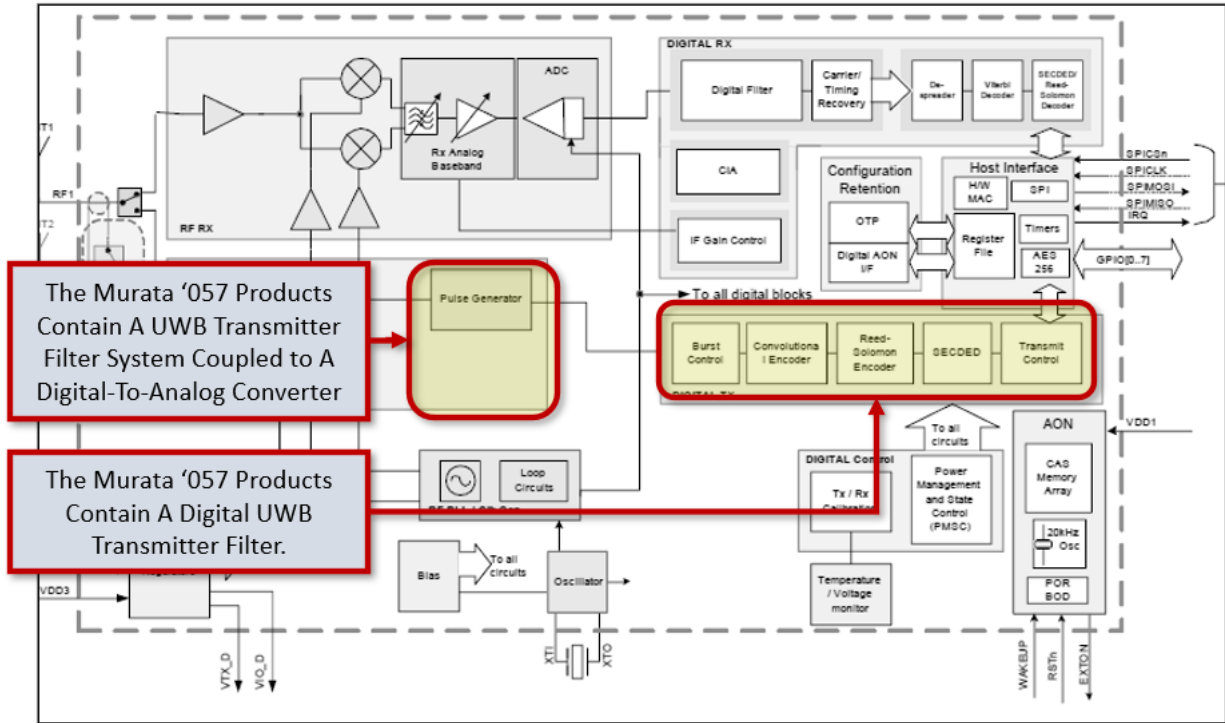 DIGITAL RX
ADC
Digital Filter
Carrier/
Timing
Recovery
De-
spreader
Viterbi
Decoder
SECDED/
Reed-
Solomon
Decoder
Rx Analog
Baseband
IT1
RF1
IT2
RF RX
CIA
IF Gain Control
Configuration
Retention
OTP
Digital AON
I/F
Host Interface
H/W
MAC
SPI
Register
File
Timers
AES
256
SPICSn
SPICLK
SPIMOSI
SPIMISO
IRQ
GPIO[0..7]
To all digital blocks
The Murata ‘057 Products
Contain A UWB Transmitter
Filter System Coupled to A
Digital-To-Analog Converter
Pulse Generator
Burst
Control
Convolutiona
l Encoder
Reed-
Solomon
Encoder
SECDED
Transmit
Control
DIGITAL TX
The Murata ‘057 Products
Contain A Digital UWB
Transmitter Filter.
Loop
Circuits
To all
circuits
DIGITAL Control
Tx / Rx
Calibration
Power
Management
and State
Control
(PMSC)
AON
CAS
Memory
Array
20kHz
Osc
POR
BOD
VDD1
Bias
To all
circuits
Oscillator
Temperature
/ Voltage
monitor
VDD3
VTX_D
VIO_D
XTI
XTO
WAKEUP
RSTn
EXTON